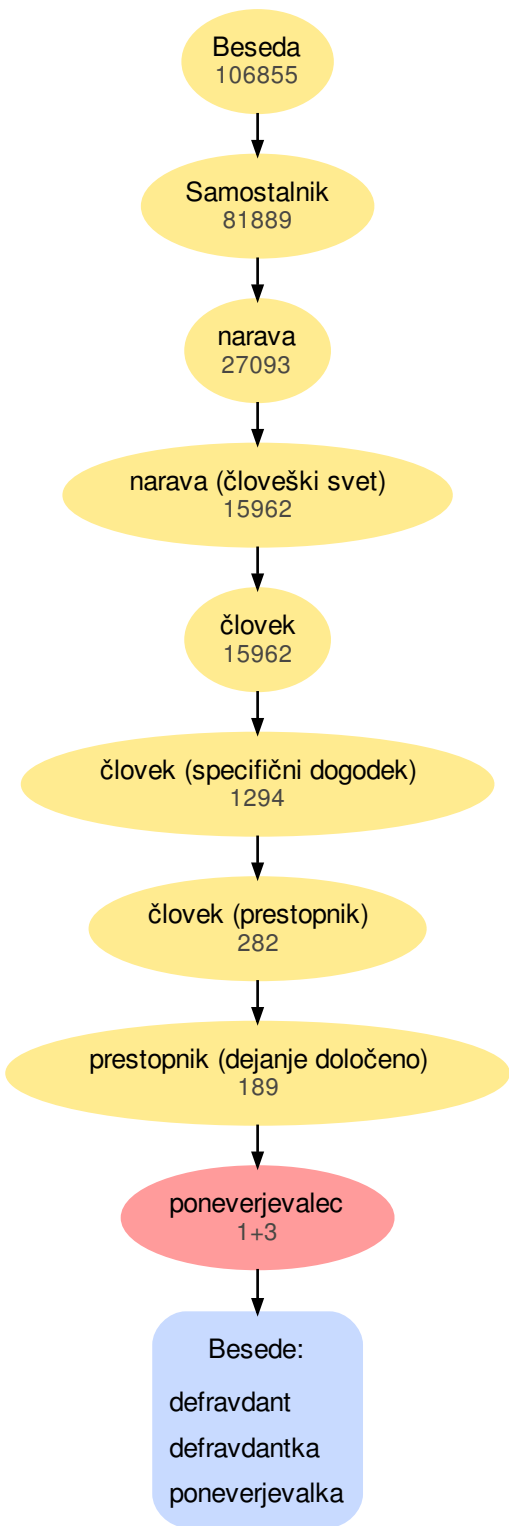 Beseda
106855
Samostalnik
81889
narava
27093
narava (človeški svet)
15962
človek
15962
človek (specifični dogodek)
1294
človek (prestopnik)
282
prestopnik (dejanje določeno)
189
poneverjevalec
1+3
Besede:
defravdant
defravdantka
poneverjevalka